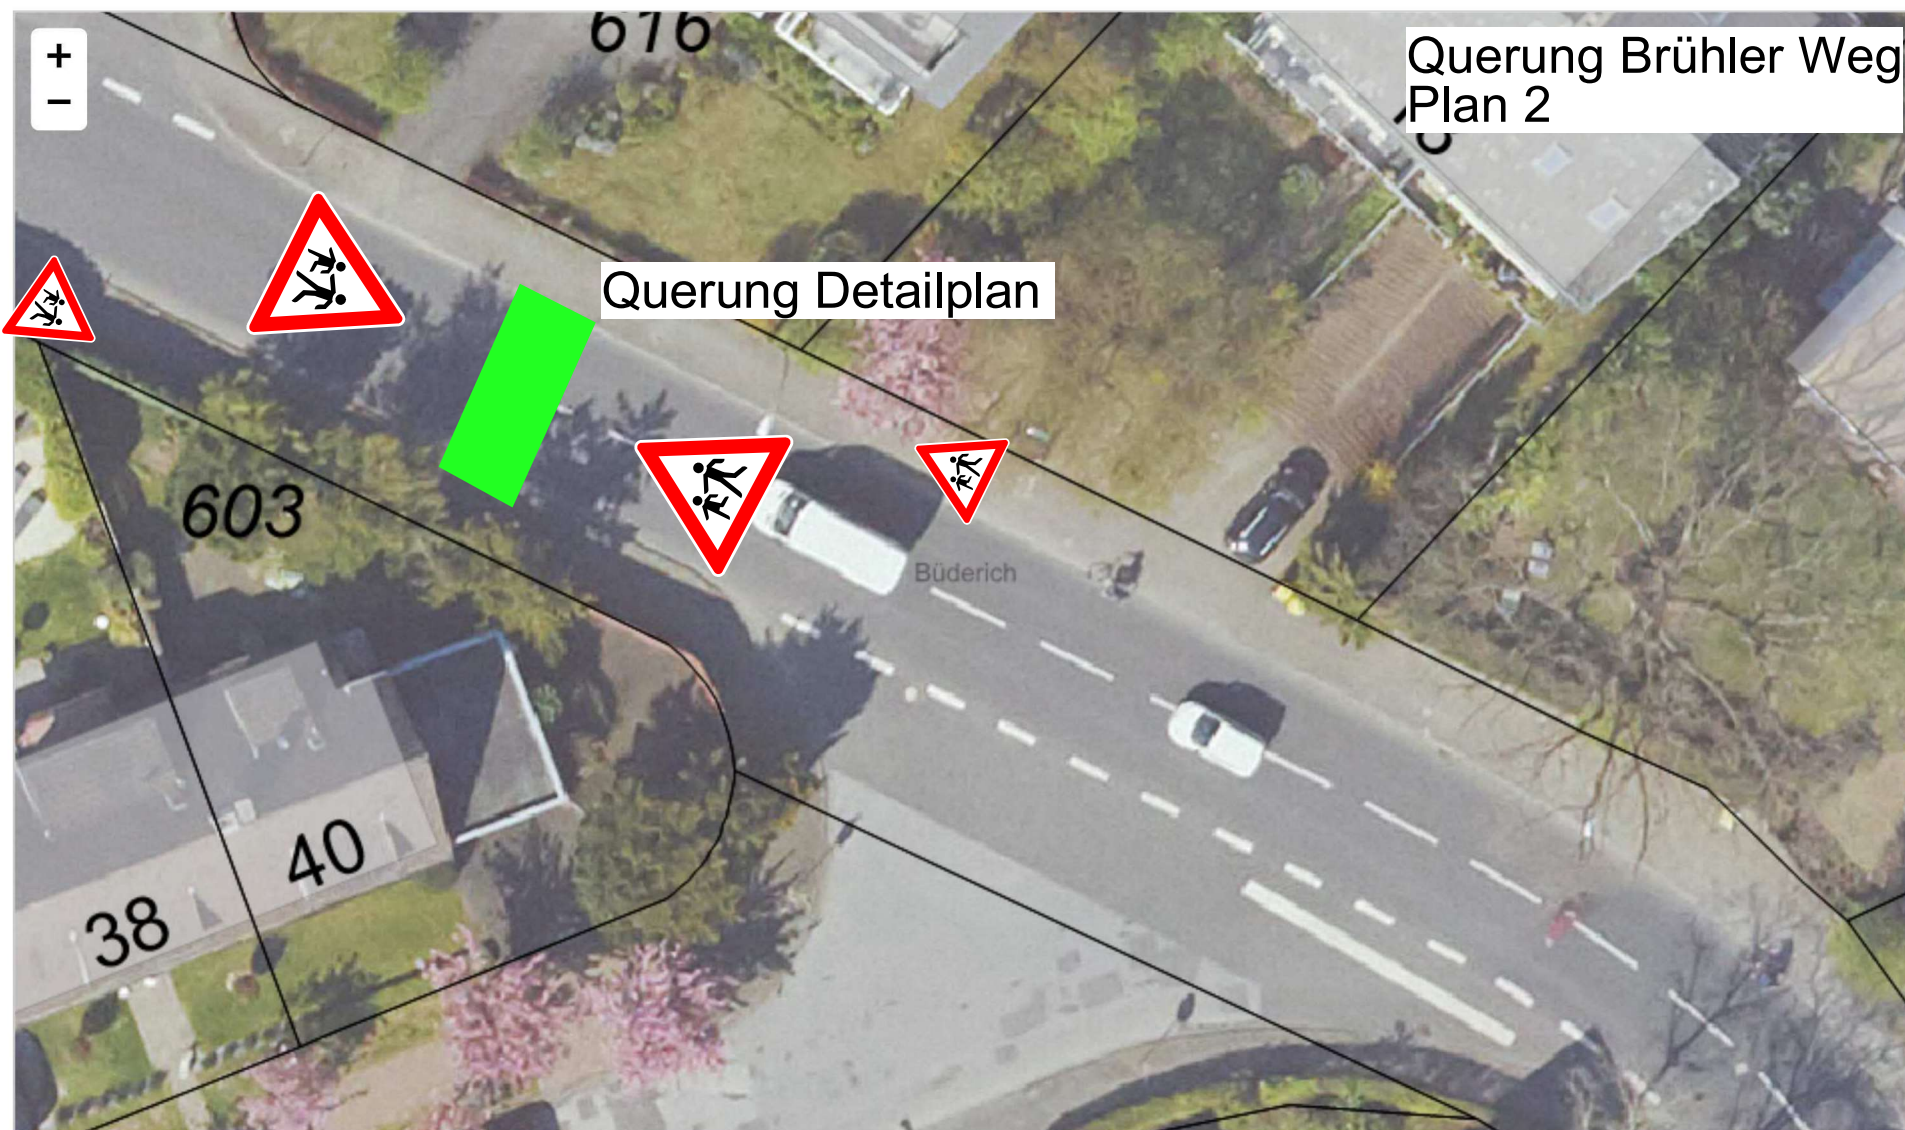 +
−
616
Querung Brühler Weg
Plan 2
Querung Detailplan
603
Büderich
40
38